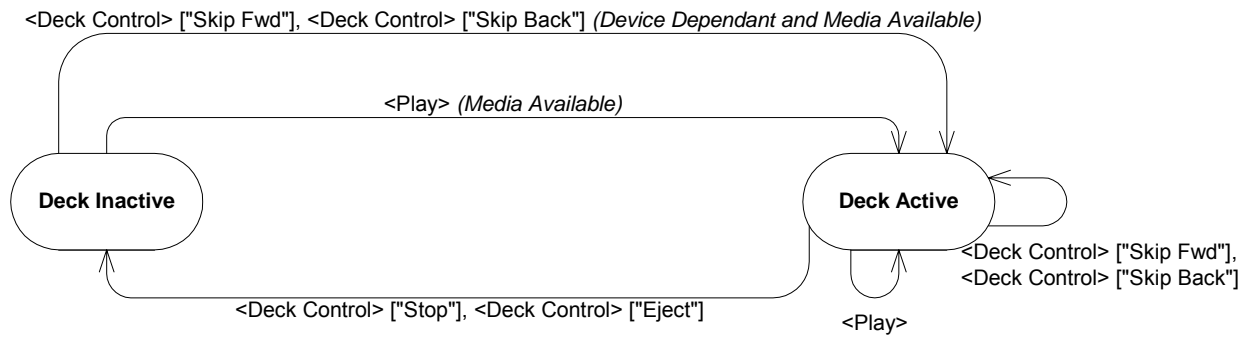 <Deck Control> ["Skip Fwd"], <Deck Control> ["Skip Back"] (Device Dependant and Media Available)
<Play> (Media Available)
Deck Inactive
Deck Active
<Deck Control> ["Skip Fwd"],
<Deck Control> ["Skip Back"]
<Deck Control> ["Stop"], <Deck Control> ["Eject"]
<Play>